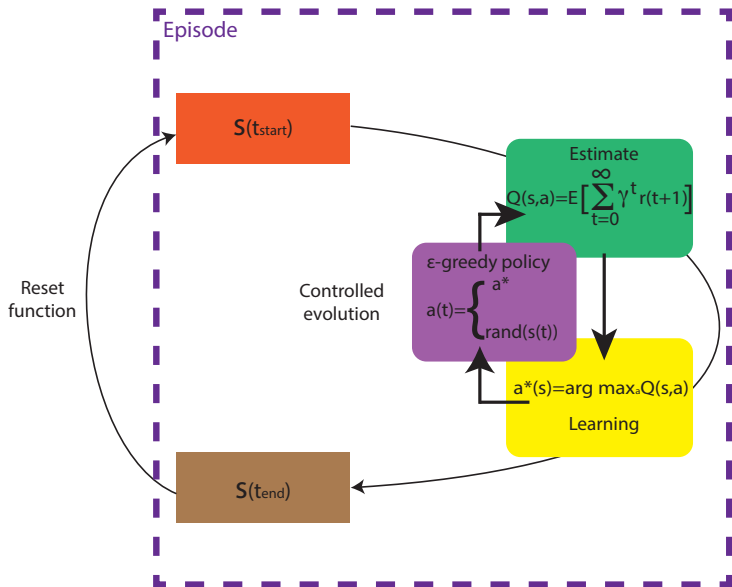 Episode
S(tstart)
Estimate
∞
Q(s,a)=E[∑γᵗr(t+1)]
t=0
ε-greedy policy
a(t)={
a*
rand(s(t))
Controlled
evolution
Reset
function
a*(s)=arg maxₐQ(s,a)
Learning
S(tend)